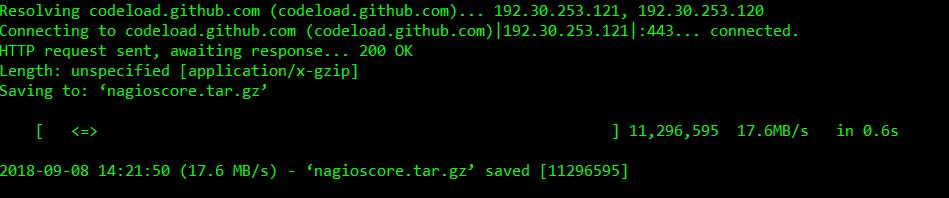 Resolving codeload.github.com (codeload.github.com)... 192.30.253.121, 192.30.253.120
Connecting to codeload.github.com (codeload.github.com)|192.30.253.121|:443... connected.
HTTP request sent, awaiting response... 200 OK
Length: unspecified [application/x-gzip]
Saving to: ‘nagioscore.tar.gz’
[ <=> ] 11,296,595 17.6MB/s in 0.6s
2018-09-08 14:21:50 (17.6 MB/s) - ‘nagioscore.tar.gz’ saved [11296595]